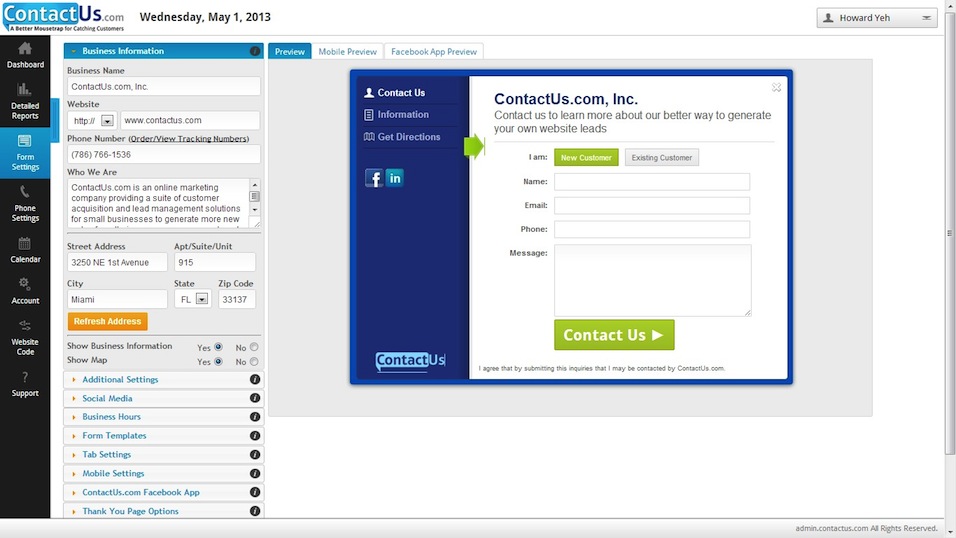 ContactUs.com
A Better Mousetrap for Catching Customers
Wednesday, May 1, 2013
Howard Yeh
Dashboard
Detailed
Reports
Form
Settings
Phone
Settings
Calendar
Account
Website
Code
Support
Business Information
Business Name
ContactUs.com, Inc.
Website
http:/
www.contactus.com
Phone Number (Order/View Tracking Numbers)
(786) 766-1536
Who We Are
ContactUs.com is an online marketing
company providing a suite of customer
acquisition and lead management solutions
for small businesses to generate more new
Street Address
Apt/Suite/Unit
3250 NE 1st Avenue
915
City
State
Zip Code
Miami
FL
33137
Refresh Address
Show Business Information
Yes
No
Show Map
Yes
No
Additional Settings
Social Media
Business Hours
Form Templates
Tab Settings
Mobile Settings
ContactUs.com Facebook App
Thank You Page Options
Preview
Mobile Preview
Facebook App Preview
Contact Us
Information
Get Directions
f
in
ContactUs
ContactUs.com, Inc.
Contact us to learn more about our better way to generate
your own website leads
I am:
New Customer
Existing Customer
Name:
Email:
Phone:
Message:
Contact Us
I agree that by submitting this inquiries that I may be contacted by ContactUs.com.
admin.contactus.com All Rights Reserved.